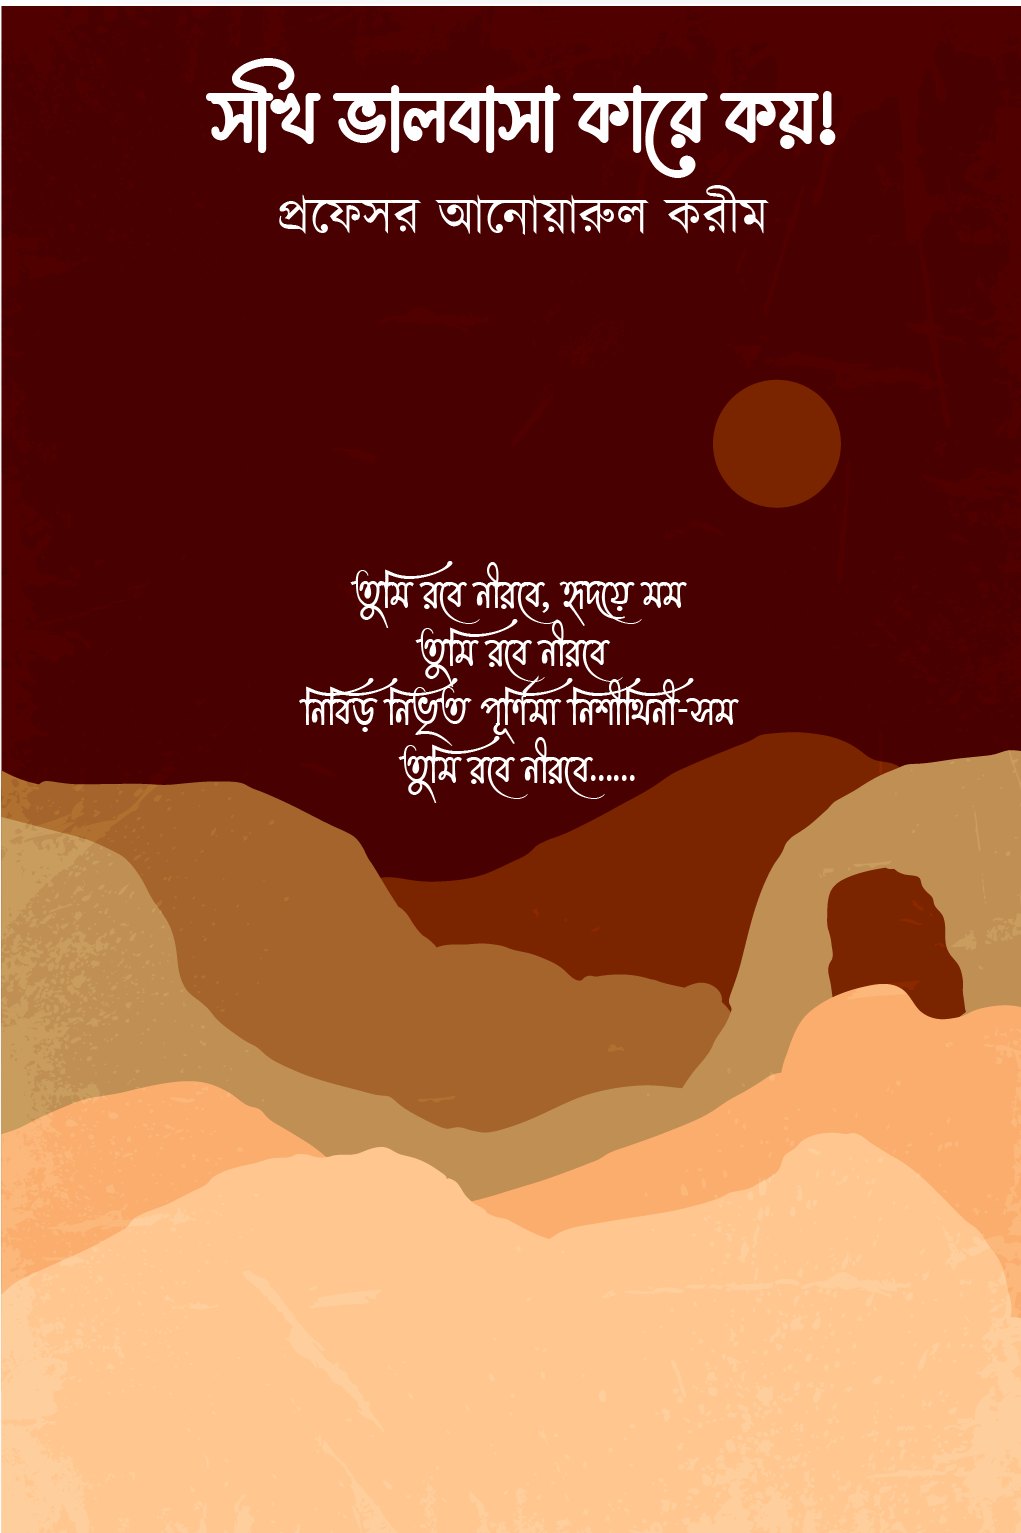 সখি ভালবাসা কারে কয়!
প্রফেসর আনোয়ারুল করীম
তুমি রবে নীরবে, হৃদয়ে মম
তুমি রবে নীরবে
নিবিড় নিভৃত পূর্ণিমা নিশীথিনী-সম
তুমি রবে নীরবে......